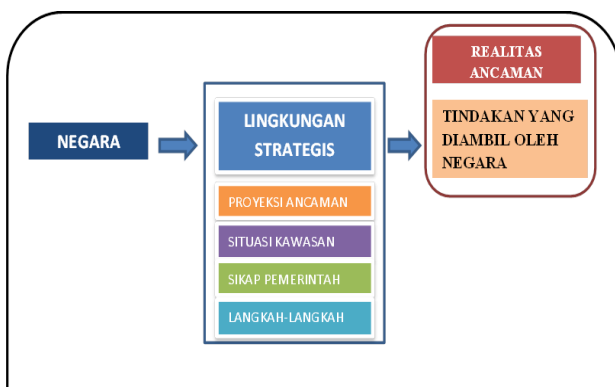 NEGARA
LINGKUNGAN
STRATEGIS
PROYEKSI ANCAMAN
SITUASI KAWASAN
SIKAP PEMERINTAH
LANGKAH-LANGKAH
REALITAS
ANCAMAN
TINDAKAN YANG
DIAMBIL OLEH
NEGARA